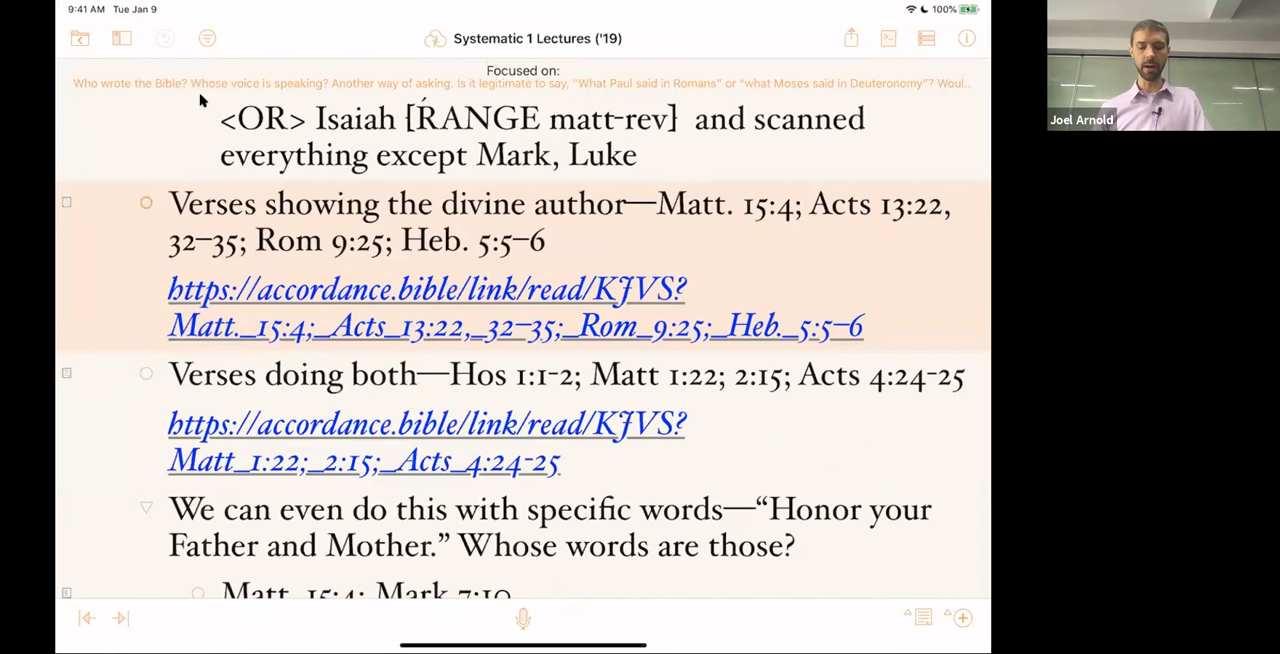 9:41 AM Tue Jan 9
100%
Systematic 1 Lectures ('19)
Focused on:
Who wrote the Bible? Whose voice is speaking? Another way of asking. Is it legitimate to say, "What Paul said in Romans" or "what Moses said in Deuteronomy"? Woul...
<OR> Isaiah [RANGE matt-rev] and scanned
everything except Mark, Luke
Verses showing the divine author—Matt. 15:4; Acts 13:22,
32–35; Rom 9:25; Heb. 5:5–6
https://accordance.bible/link/read/KJVS?
Matt._15:4;_Acts_13:22,_32–35;_Rom_9:25;_Heb._5:5–6
Verses doing both—Hos 1:1-2; Matt 1:22; 2:15; Acts 4:24-25
https://accordance.bible/link/read/KJVS?
Matt_1:22;_2:15;_Acts_4:24-25
We can even do this with specific words—“Honor your
Father and Mother.” Whose words are those?
Matt. 15:4; Mark 7:10
Joel Arnold